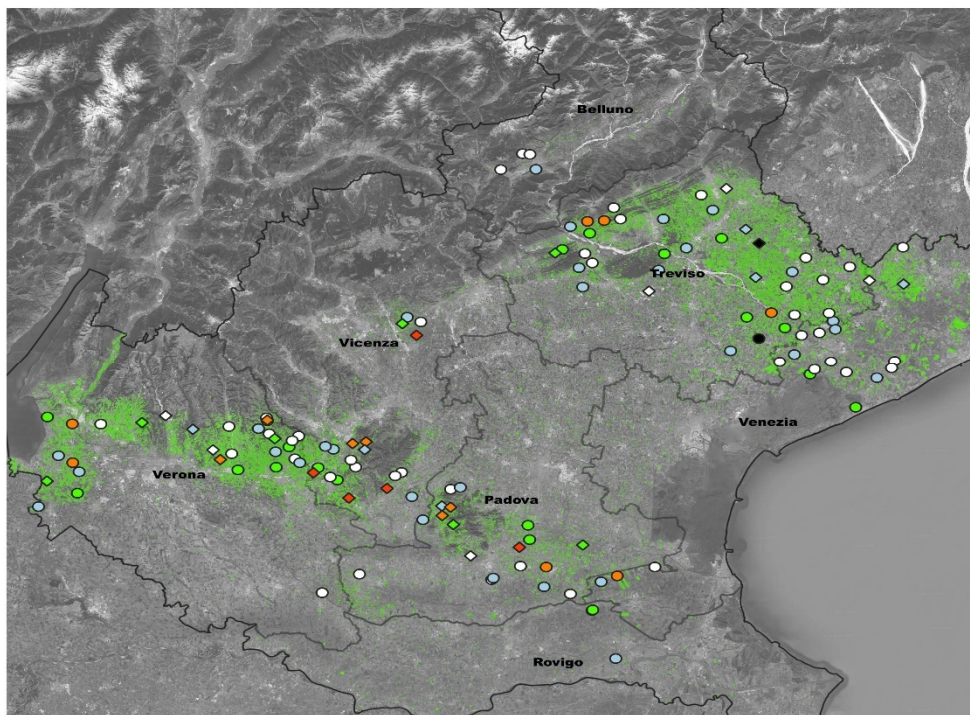 Belluno
Treviso
Vicenza
Venezia
Verona
Padova
Rovigo